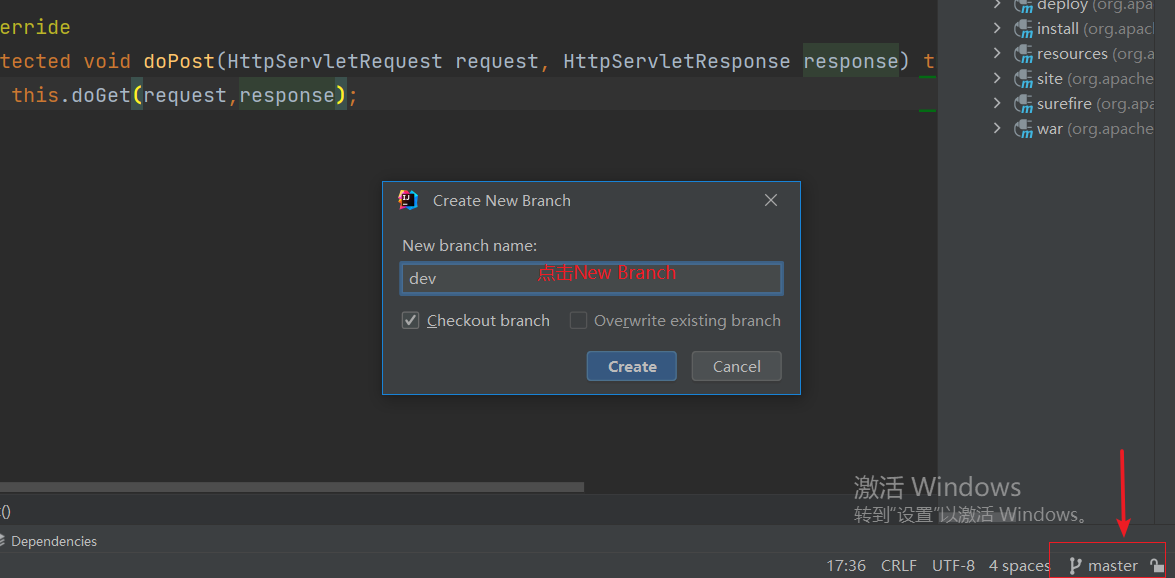 erride
tected void doPost(HttpServletRequest request, HttpServletResponse response) t
this.doGet(request,response);
deploy (org.apa
install (org.apacl
resources (org.a
site (org.apache
surefire (org.apa
war (org.apache
Create New Branch
New branch name:
dev
点击New Branch
Checkout branch
Overwrite existing branch
Create
Cancel
激活 Windows
转到"设置"以激活 Windows。
()
Dependencies
17:36 CRLF UTF-8 4 spaces master